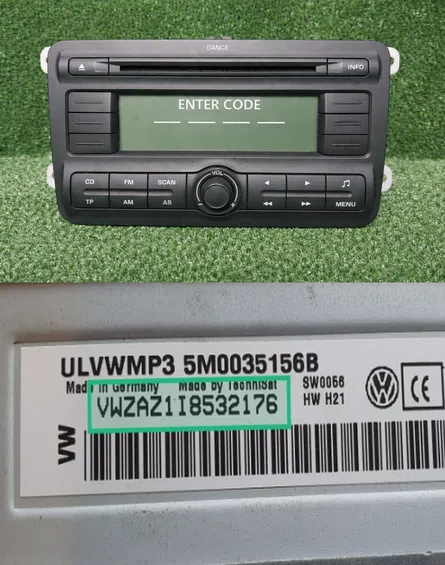 DANCE
INFO
ENTER CODE
CD FM SCAN VOL ◄ ► ♫
TP AM AS - + ◄◄ ►► MENU
ULVWMP3 5M0035156B
Made in Germany Made by TechniSat
SW0056
VWZAZ1I8532176
HW H21
VW
CE